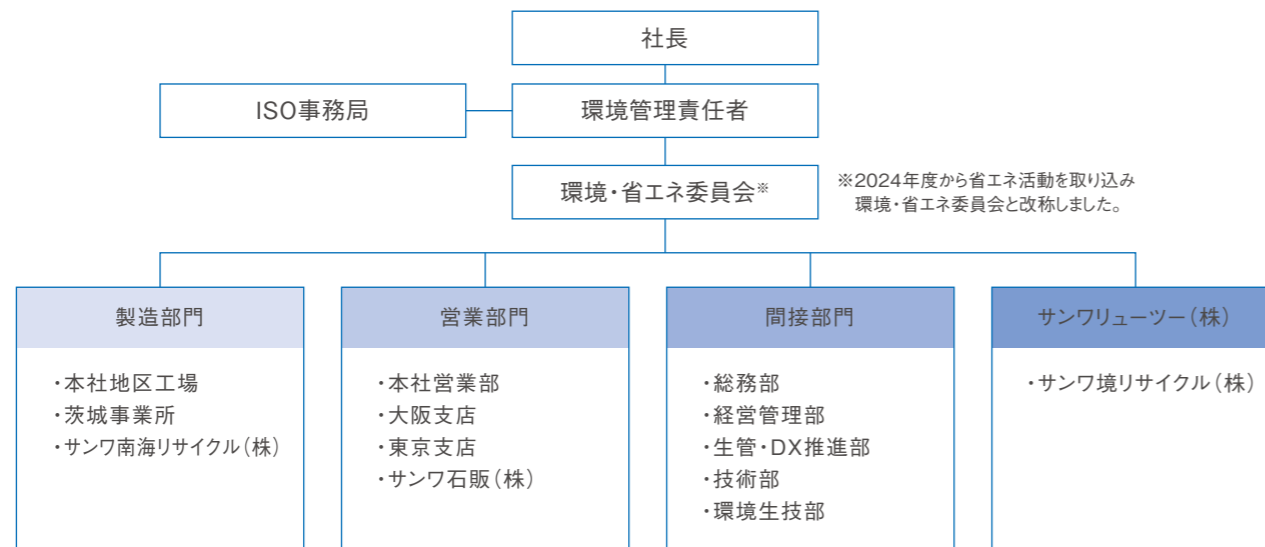 社長
ISO事務局
環境管理責任者
環境・省エネ委員会※
※2024年度から省エネ活動を取り込み
環境・省エネ委員会と改称しました。
製造部門
・本社地区工場
・茨城事業所
・サンワ南海リサイクル(株)
営業部門
・本社営業部
・大阪支店
・東京支店
・サンワ石販(株)
間接部門
・総務部
・経営管理部
・生管・DX推進部
・技術部
・環境生技部
サンワリューツー(株)
・サンワ境リサイクル(株)